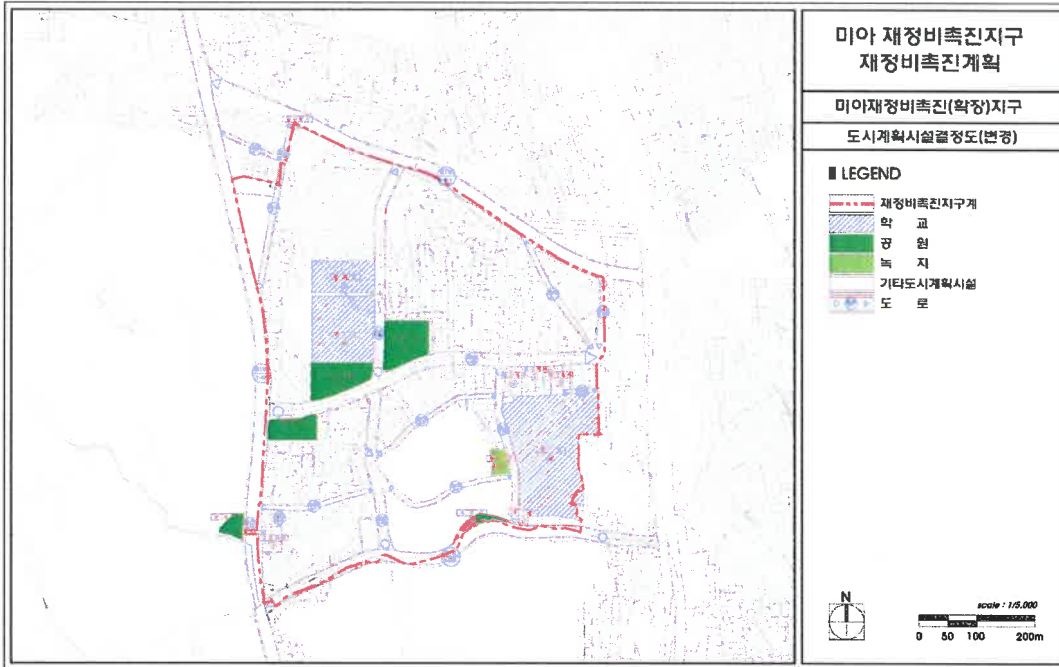 미아 재정비촉진지구
재정비촉진계획
미아재정비촉진(확장)지구
도시계획시설결정도(변경)
LEGEND
재정비촉진지구계
학 교
공 원
녹 지
기타도시계획시설
도 로
N
scale : 1/5,000
0 50 100 200m